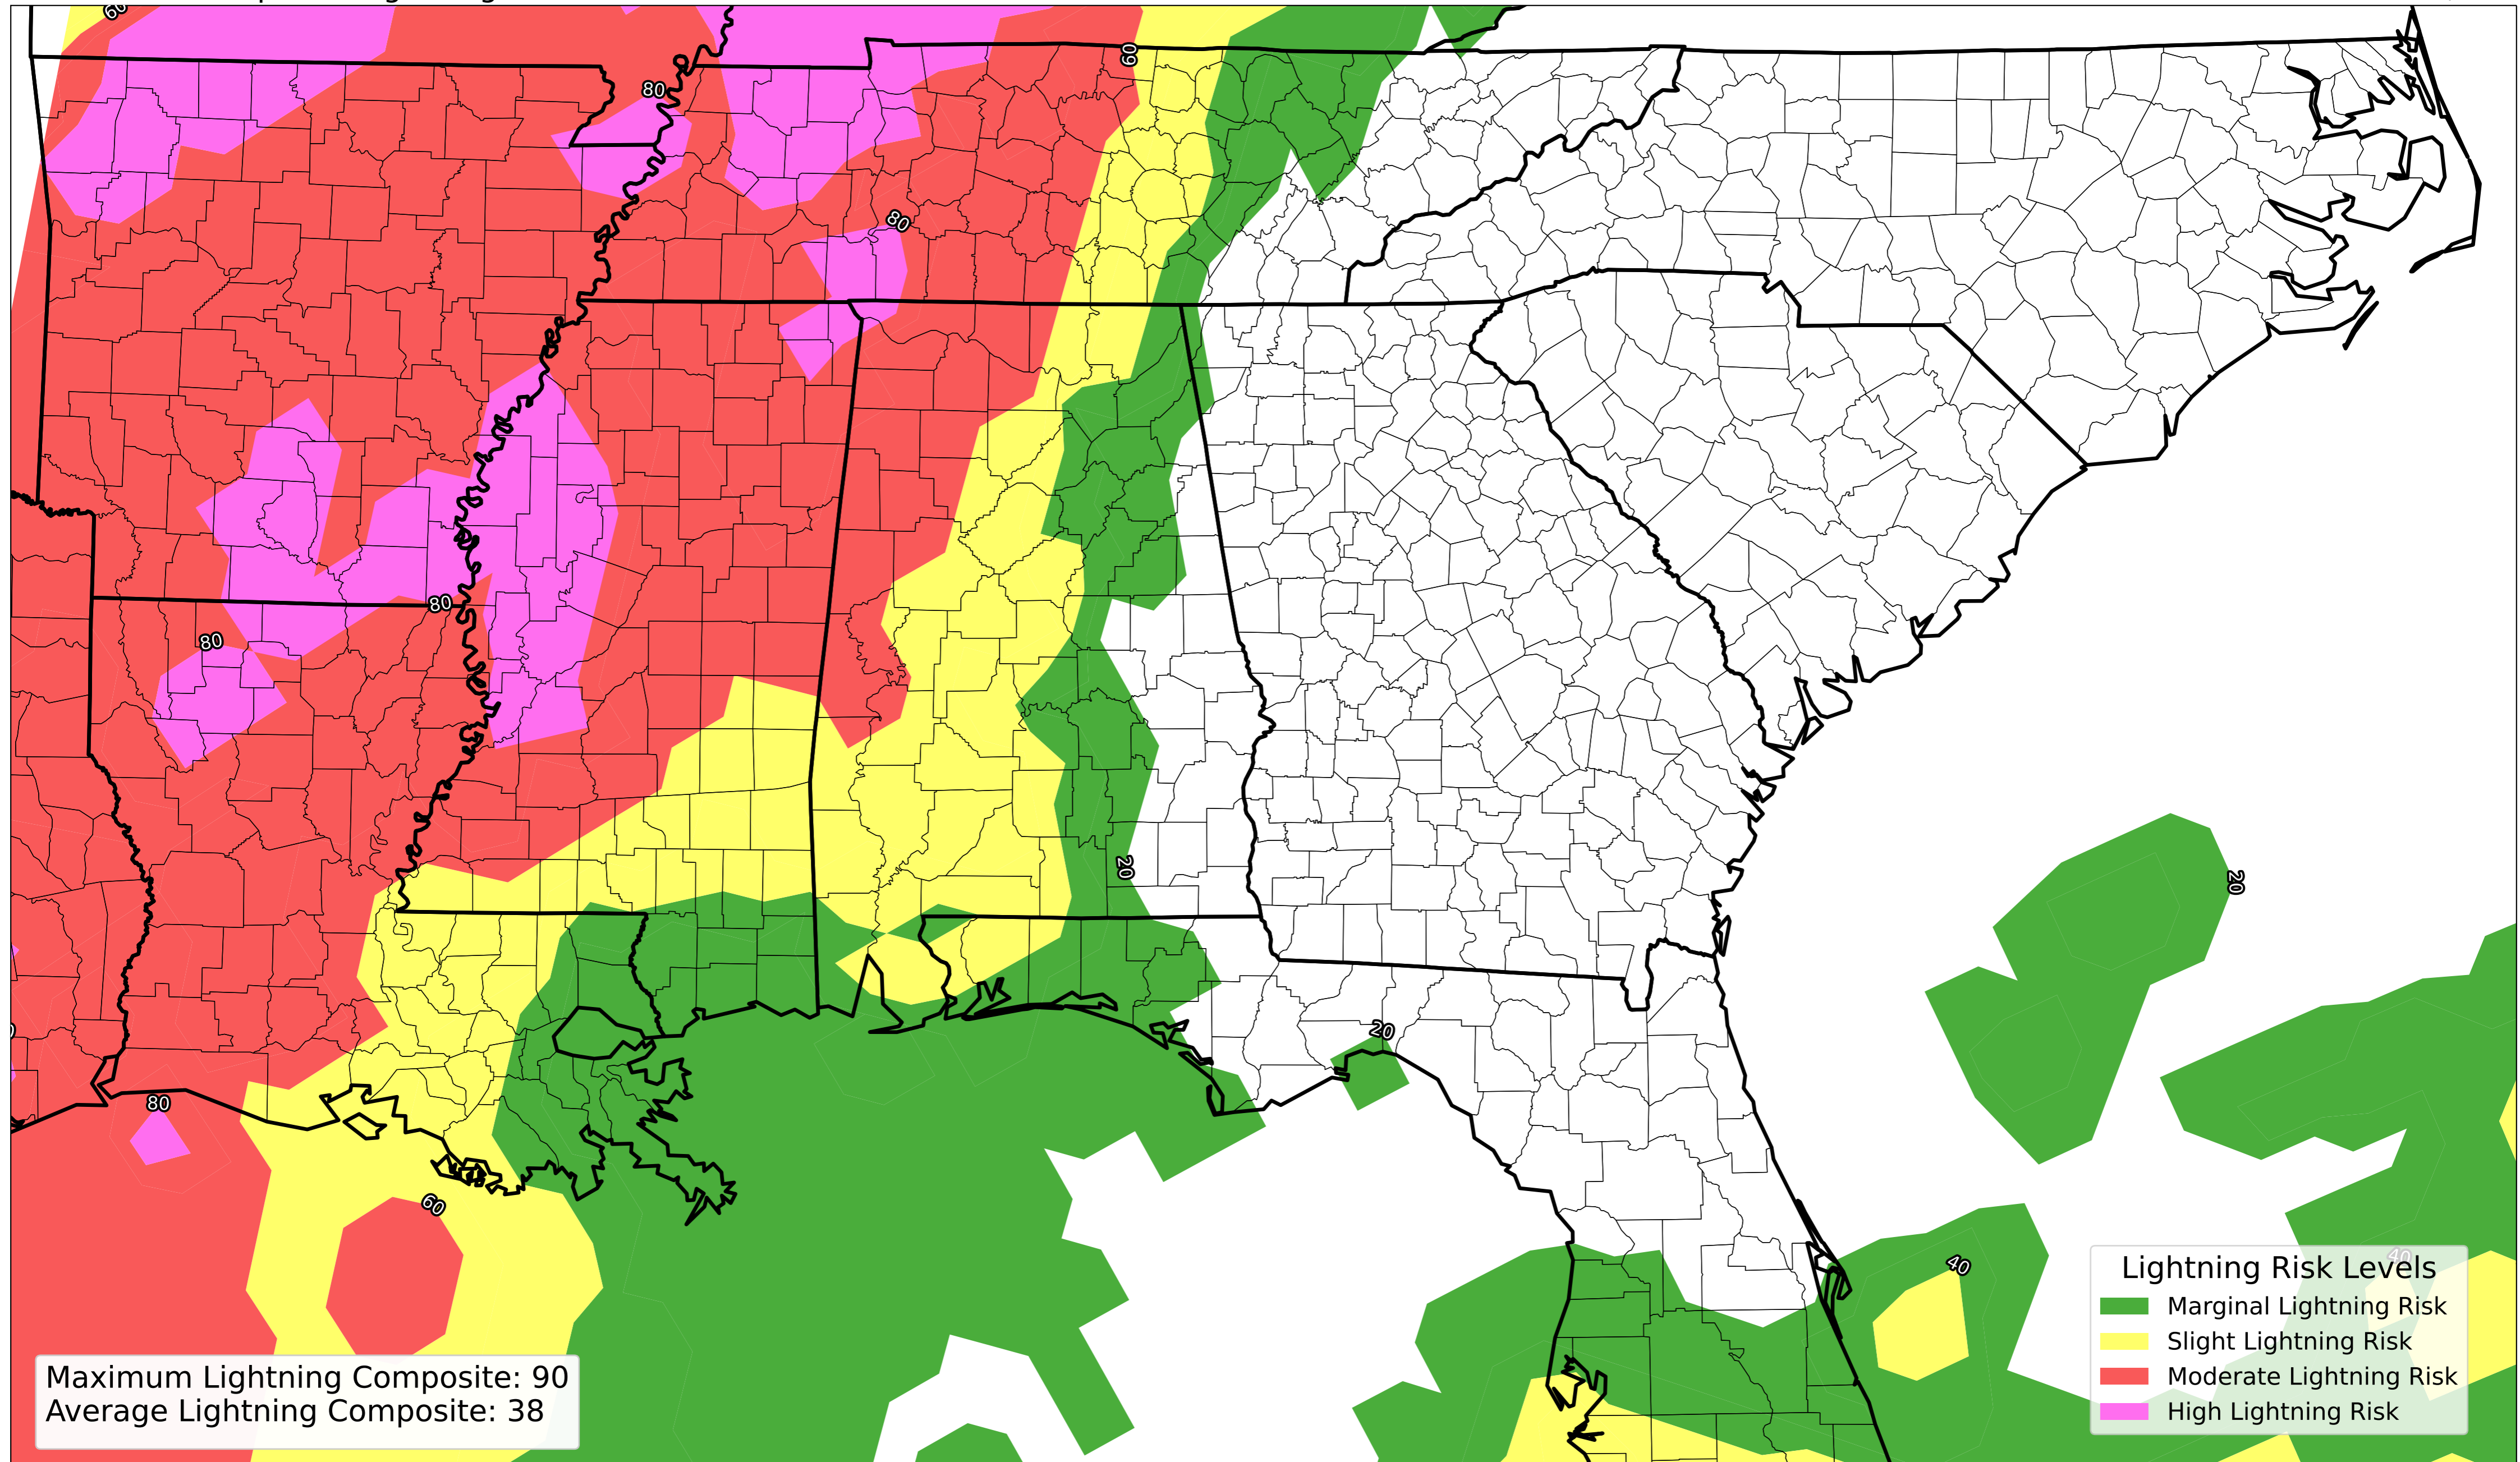 60
60
80
80
80
80
20
20
20
80
60
40
40
Lightning Risk Levels
Marginal Lightning Risk
Slight Lightning Risk
Moderate Lightning Risk
High Lightning Risk
Maximum Lightning Composite: 90
Average Lightning Composite: 38